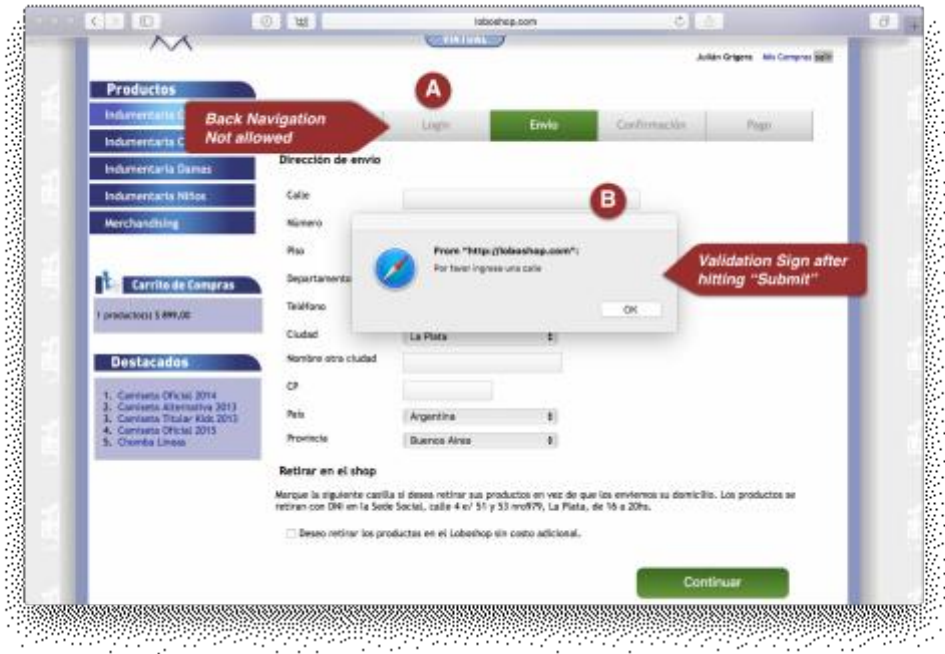 loboshop.com
VIRTUAL
Julián Grigera Mis Compras salir
A
Productos
Indumentaria C
Indumentaria C
Indumentaria Damas
Indumentaria Niños
Merchandising
Back Navigation
Not allowed
Login
Envío
Confirmación
Pago
Dirección de envío
Calle
Número
Piso
Departamento
Teléfono
Ciudad
La Plata
Nombre otra ciudad
CP
País
Argentina
Provincia
Buenos Aires
B
From "http://loboshop.com":
Por favor ingrese una calle
OK
Validation Sign after
hitting "Submit"
Carrito de Compras
1 producto(s) $ 899,00
Destacados
1. Camiseta Oficial 2014
2. Camiseta Alternativa 2013
3. Camiseta Titular Kids 2013
4. Camiseta Oficial 2015
5. Chomba Lineas
Retirar en el shop
Marque la siguiente casilla si desea retirar sus productos en vez de que los enviemos su domicilio. Los productos se
retiran con DNI en la Sede Social, calle 4 e/ 51 y 53 nro979, La Plata, de 16 a 20hs.
Deseo retirar los productos en el Loboshop sin costo adicional.
Continuar